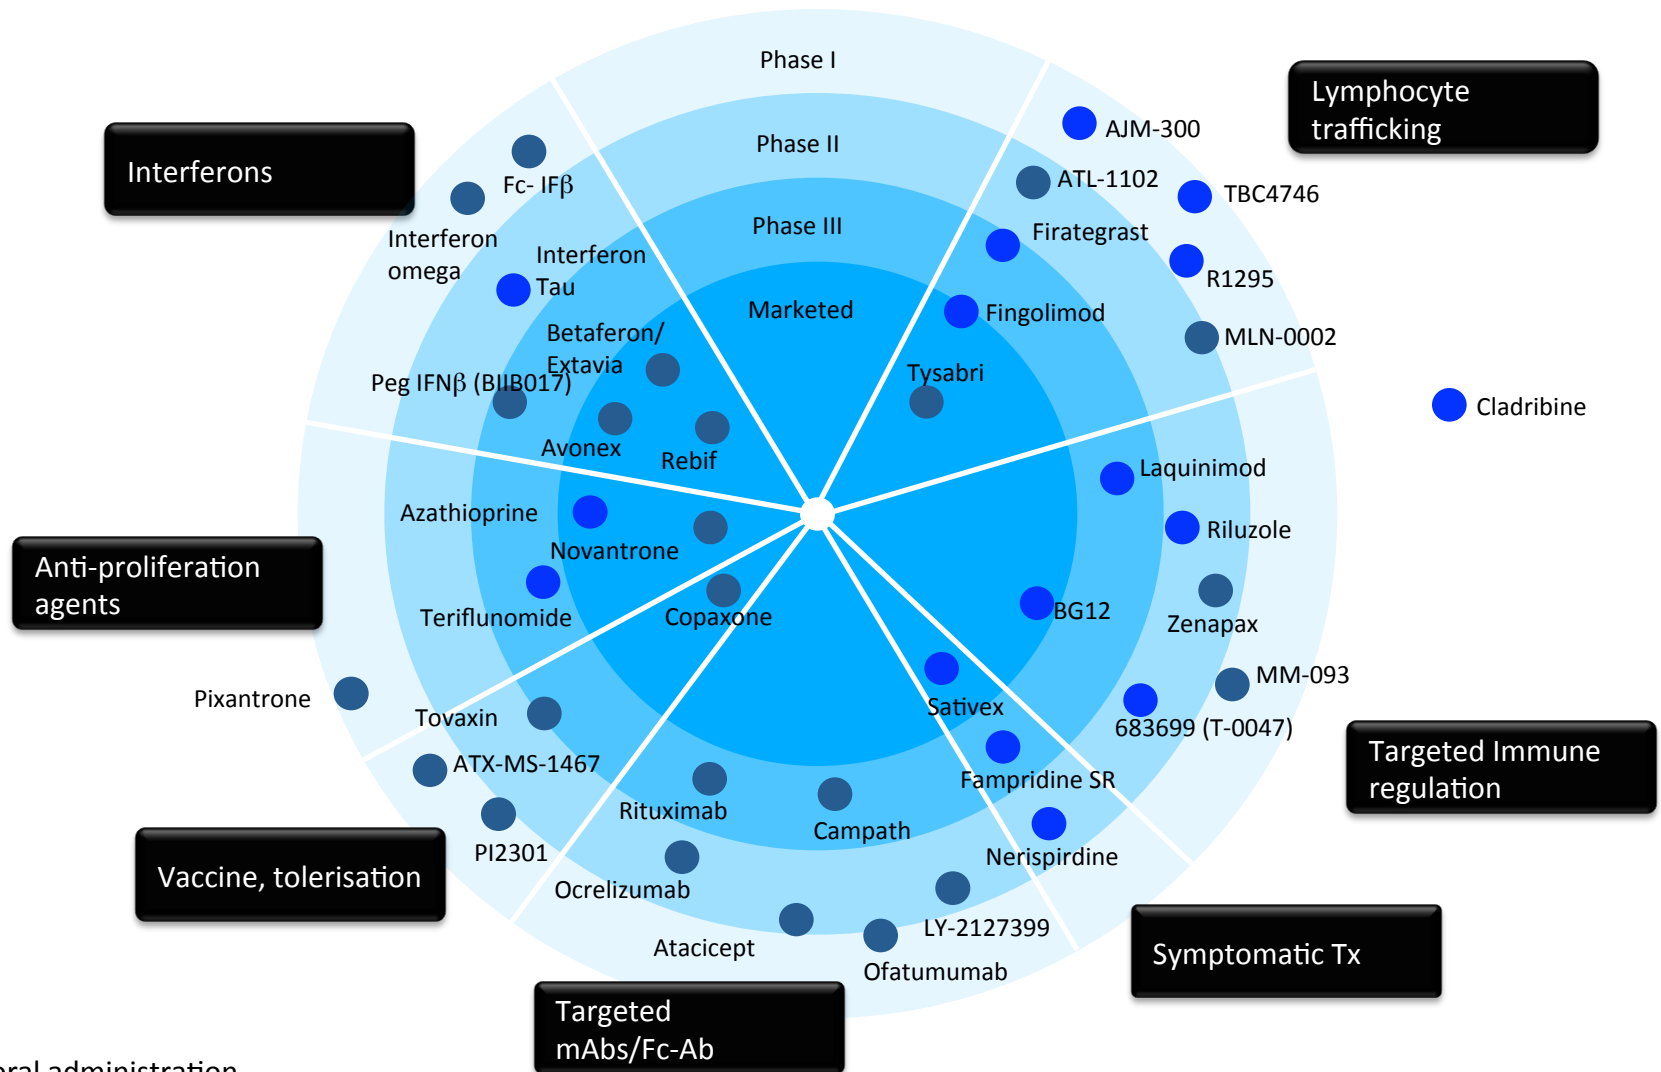 Phase I
Phase II
Phase III
Marketed
Lymphocyte
trafficking
AJM-300
ATL-1102
TBC4746
Firategrast
R1295
Fingolimod
MLN-0002
Tysabri
Cladribine
Interferons
Fc- IFβ
Interferon
omega
Interferon
Tau
Betaferon/
Extavia
Peg IFNβ (BIIB017)
Avonex
Rebif
Laquinimod
Riluzole
BG12
Zenapax
MM-093
683699 (T-0047)
Targeted Immune
regulation
Azathioprine
Novantrone
Anti-proliferation
agents
Teriflunomide
Copaxone
Pixantrone
Tovaxin
ATX-MS-1467
PI2301
Vaccine, tolerisation
Sativex
Fampridine SR
Nerispirdine
Symptomatic Tx
Rituximab
Campath
Ocrelizumab
LY-2127399
Atacicept
Ofatumumab
Targeted
mAbs/Fc-Ab
oral administration